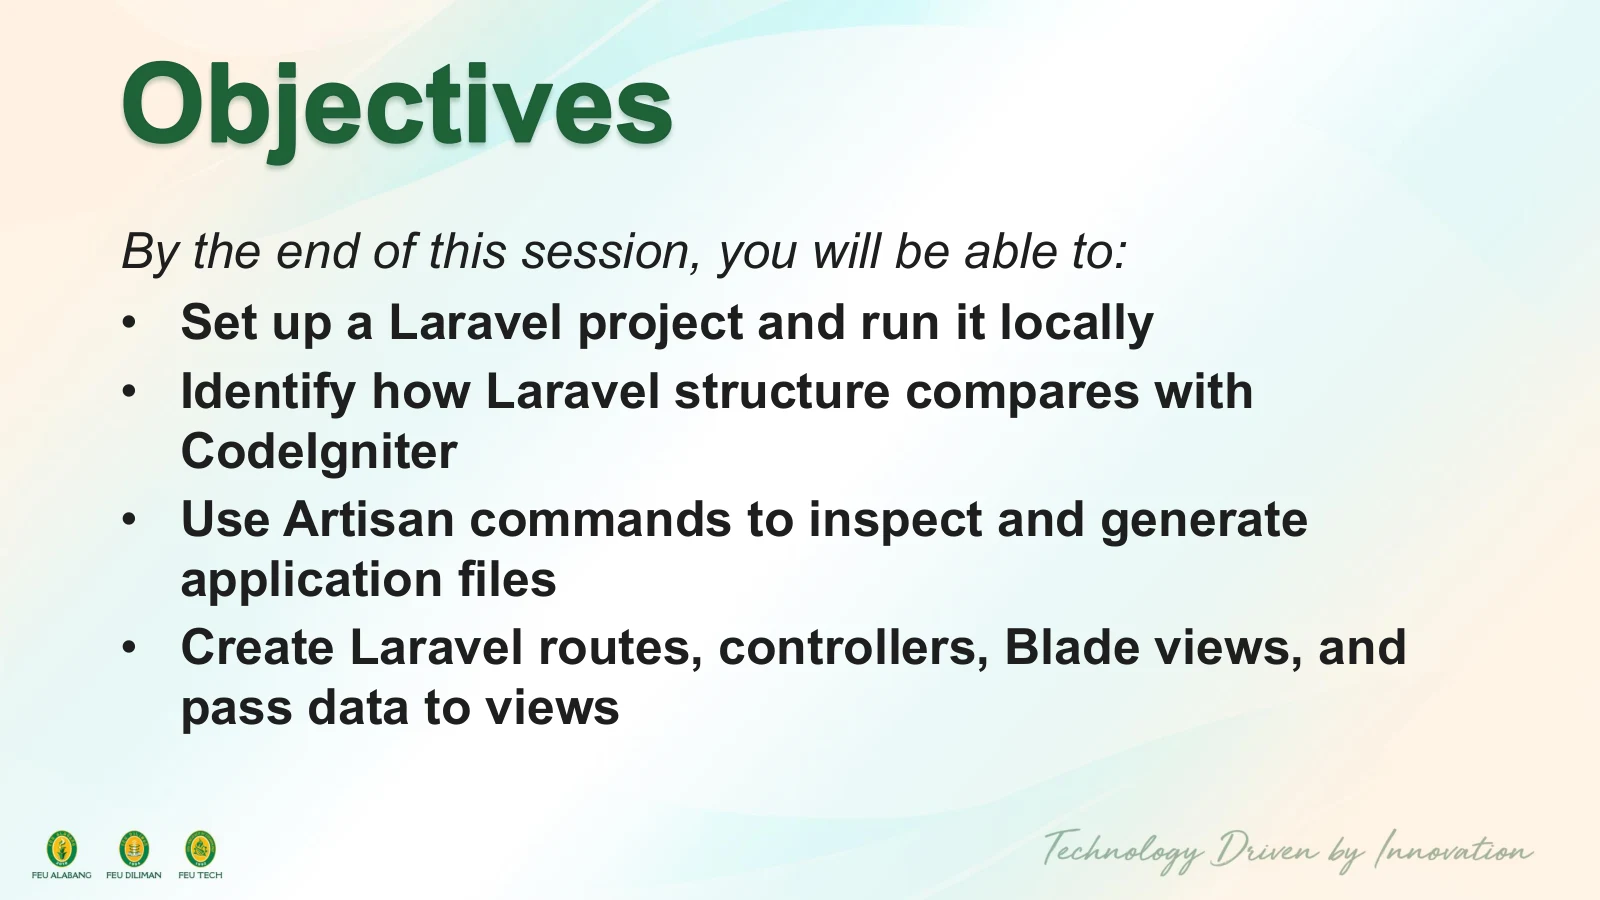 Objectives
By the end of this session, you will be able to:
• Set up a Laravel project and run it locally
• Identify how Laravel structure compares with
CodeIgniter
• Use Artisan commands to inspect and generate
application files
• Create Laravel routes, controllers, Blade views, and
pass data to views
FEU ALABANG
FEU DILIMAN
FEU TECH
Technology Driven by Innovation